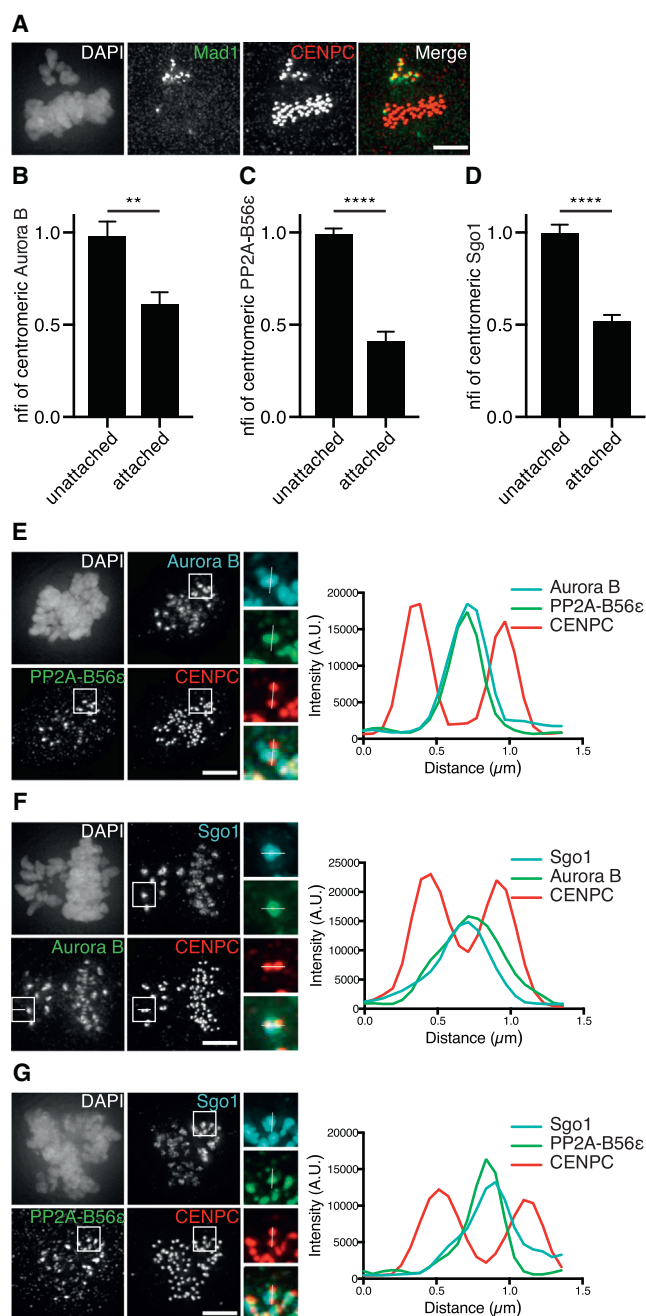 A
DAPI Mad1 CENPC Merge
B C D
** **** ****
nfi of centromeric Aurora B
1.0
0.5
0.0
unattached attached
nfi of centromeric PP2A-B56ε
1.0
0.5
0.0
unattached attached
nfi of centromeric Sgo1
1.0
0.5
0.0
unattached attached
E
DAPI Aurora B
PP2A-B56ε CENPC
Aurora B
PP2A-B56ε
CENPC
Intensity (A.U.)
20000
15000
10000
5000
0
0.0 0.5 1.0 1.5
Distance (μm)
F
DAPI Sgo1
Aurora B CENPC
Sgo1
Aurora B
CENPC
Intensity (A.U.)
25000
20000
15000
10000
5000
0
0.0 0.5 1.0 1.5
Distance (μm)
G
DAPI Sgo1
PP2A-B56ε CENPC
Sgo1
PP2A-B56ε
CENPC
Intensity (A.U.)
20000
15000
10000
5000
0
0.0 0.5 1.0 1.5
Distance (μm)